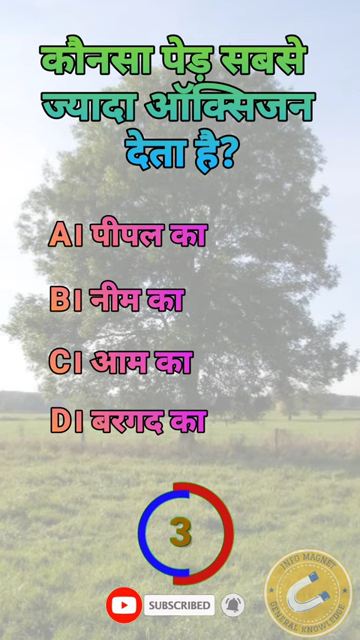 कौनसा पेड़ सबसे
ज्यादा ऑक्सिजन
देता है?
A। पीपल का
B। नीम का
C। आम का
D। बरगद का
3
SUBSCRIBED
INFO MAGNET
GENERAL KNOWLEDGE